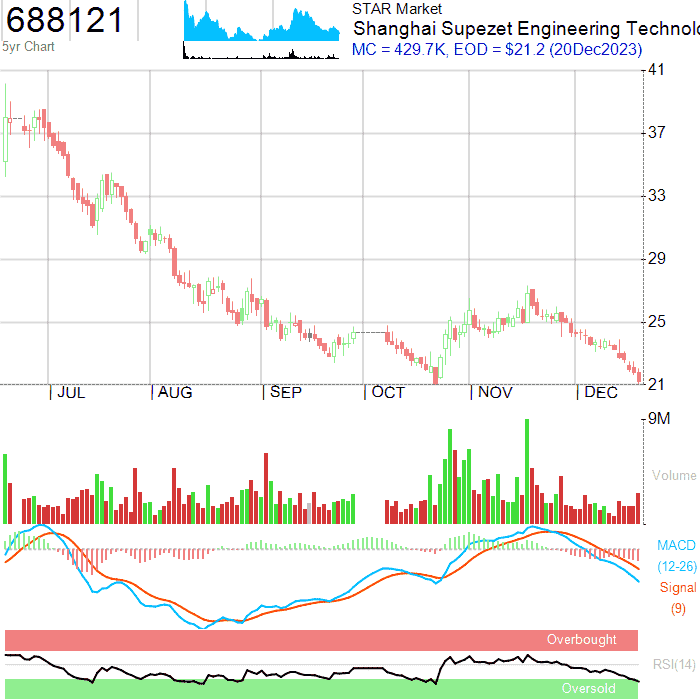 688121
5yr Chart
STAR Market
Shanghai Supezet Engineering Technolo
MC = 429.7K, EOD = $21.2 (20Dec2023)
41
37
33
29
25
21
JUL AUG SEP OCT NOV DEC
9M
Volume
MACD
(12-26)
Signal
(9)
Overbought
RSI(14)
Oversold